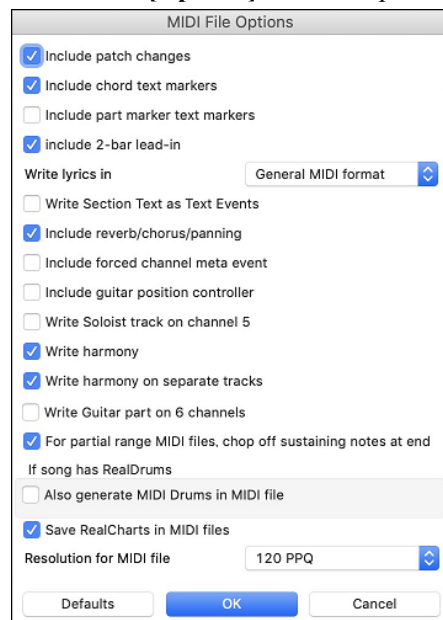 MIDI File Options
Include patch changes
Include chord text markers
Include part marker text markers
include 2-bar lead-in
Write lyrics in General MIDI format
Write Section Text as Text Events
Include reverb/chorus/panning
Include forced channel meta event
Include guitar position controller
Write Soloist track on channel 5
Write harmony
Write harmony on separate tracks
Write Guitar part on 6 channels
For partial range MIDI files, chop off sustaining notes at end
If song has RealDrums
Also generate MIDI Drums in MIDI file
Save RealCharts in MIDI files
Resolution for MIDI file 120 PPQ
Defaults OK Cancel